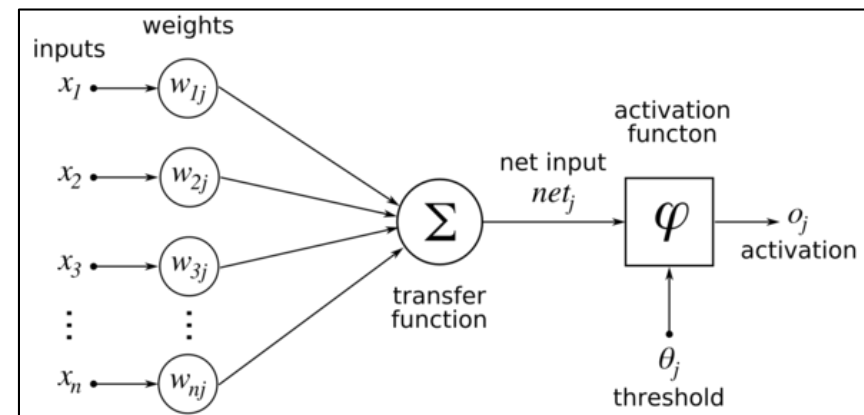 weights
inputs
x₁
w₁ⱼ
activation
functon
x₂
w₂ⱼ
net input
netⱼ
Σ
φ
oⱼ
activation
x₃
w₃ⱼ
transfer
function
⋮
⋮
θⱼ
threshold
xₙ
wₙⱼ